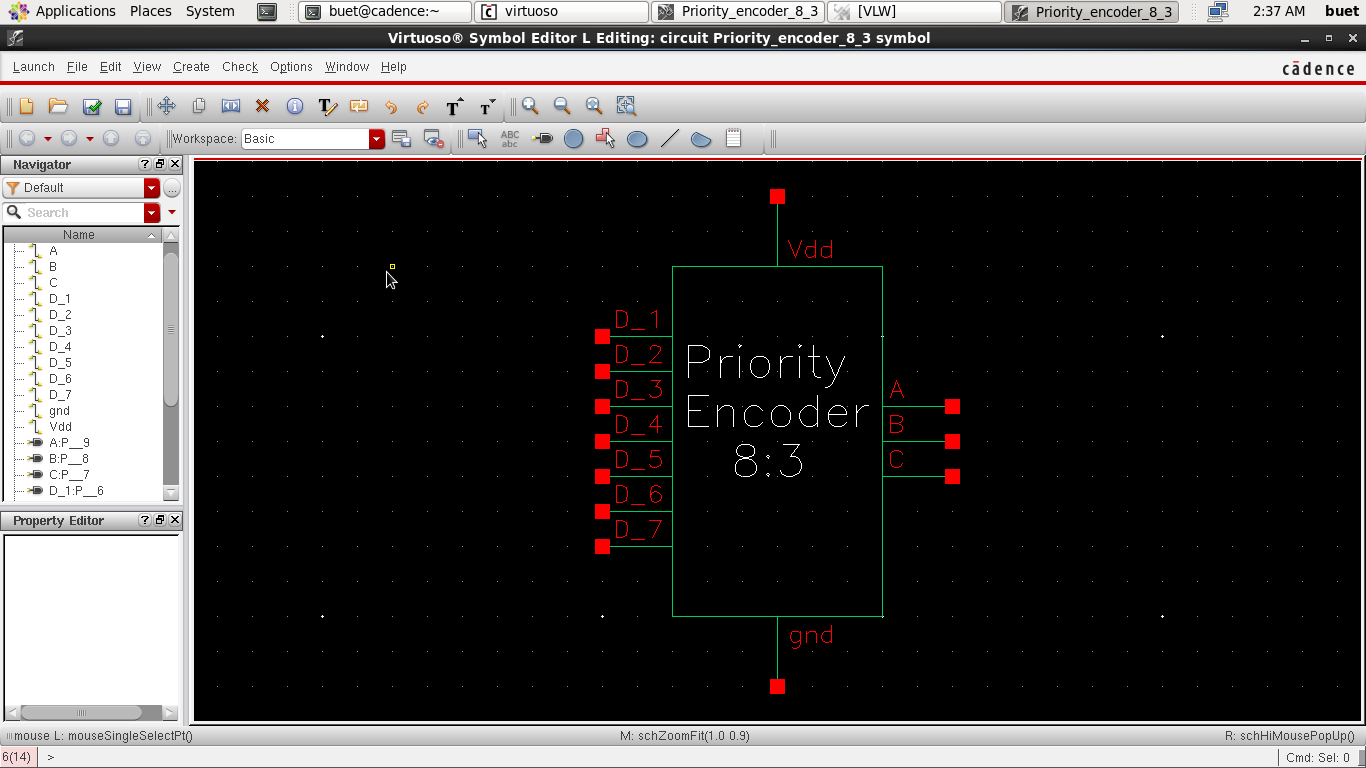 Applications Places System buet@cadence:~ virtuoso Priority_encoder_8_3 [VLW] Priority_encoder_8_3 2:37 AM buet
Virtuoso® Symbol Editor L Editing: circuit Priority_encoder_8_3 symbol
Launch File Edit View Create Check Options Window Help cādence
T T T
Workspace: Basic ABC
abc
Navigator ? 
Default ...
Search
Name
A
B
C
D_1
D_2
D_3
D_4
D_5
D_6
D_7
gnd
Vdd
A:P__9
B:P__8
C:P__7
D_1:P__6
Property Editor ?
Vdd
D_1
D_2
D_3
D_4
D_5
D_6
D_7
Priority
Encoder
8:3
A
B
C
gnd
mouse L: mouseSingleSelectPt() M: schZoomFit(1.0 0.9) R: schHiMousePopUp()
6(14) > Cmd: Sel: 0